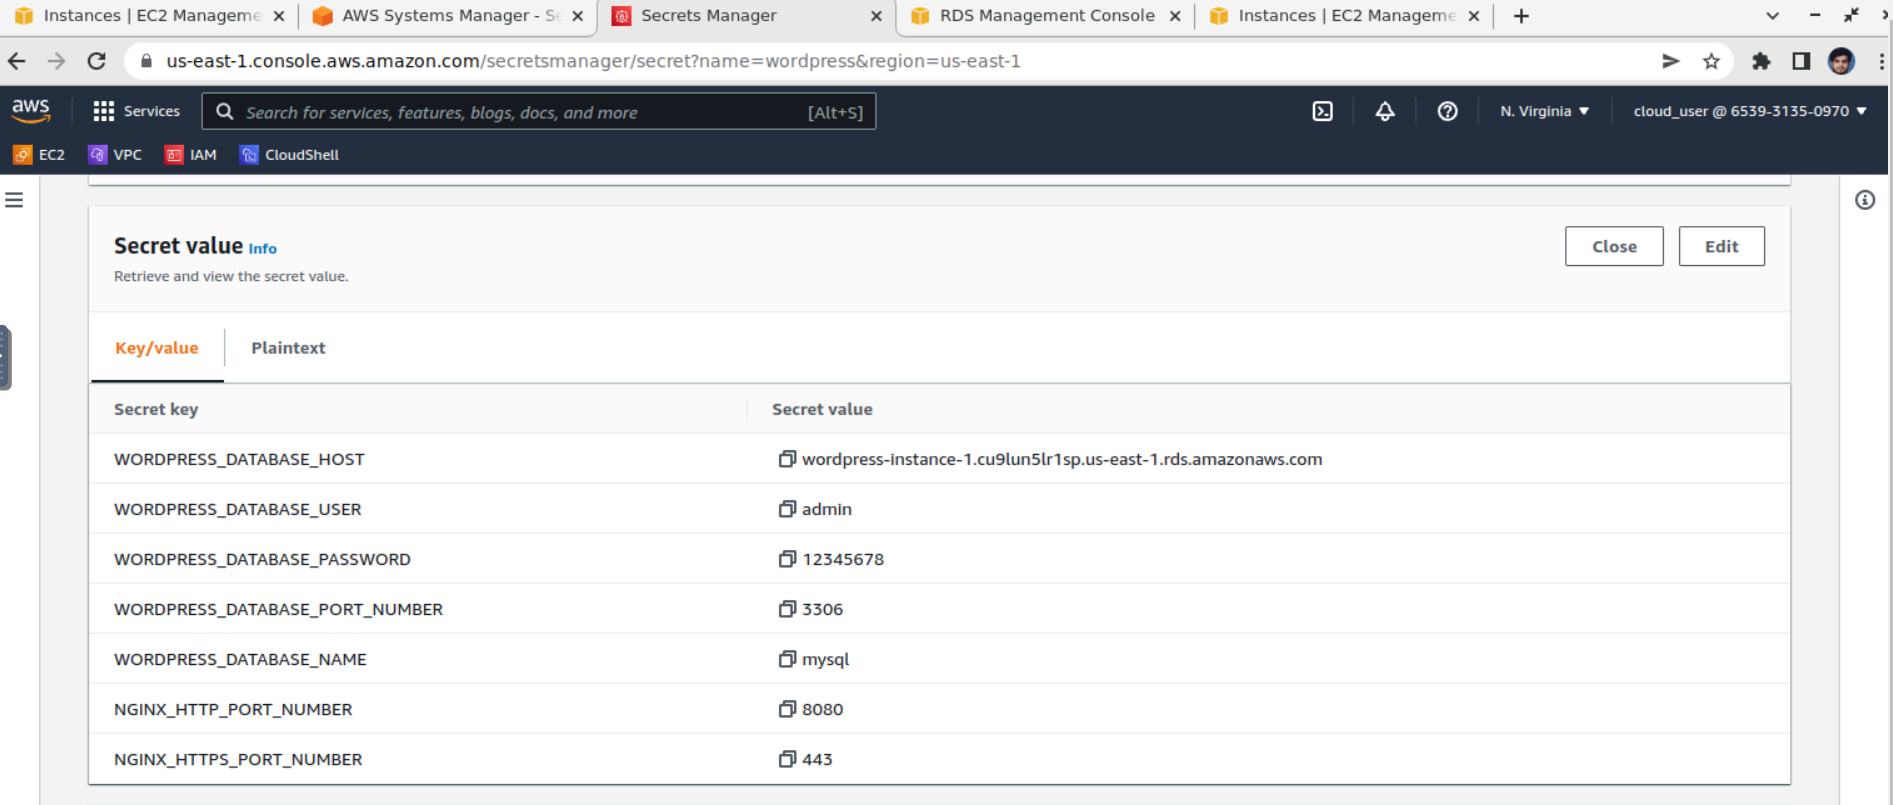 Instances | EC2 Manageme
AWS Systems Manager - Se
Secrets Manager
RDS Management Console
Instances | EC2 Manageme
us-east-1.console.aws.amazon.com/secretsmanager/secret?name=wordpress&region=us-east-1
aws
Services
Search for services, features, blogs, docs, and more
[Alt+S]
N. Virginia
cloud_user @ 6539-3135-0970
EC2
VPC
IAM
CloudShell
Secret value Info
Close
Edit
Retrieve and view the secret value.
Key/value
Plaintext
Secret key
Secret value
WORDPRESS_DATABASE_HOST
wordpress-instance-1.cu9lun5lr1sp.us-east-1.rds.amazonaws.com
WORDPRESS_DATABASE_USER
admin
WORDPRESS_DATABASE_PASSWORD
12345678
WORDPRESS_DATABASE_PORT_NUMBER
3306
WORDPRESS_DATABASE_NAME
mysql
NGINX_HTTP_PORT_NUMBER
8080
NGINX_HTTPS_PORT_NUMBER
443